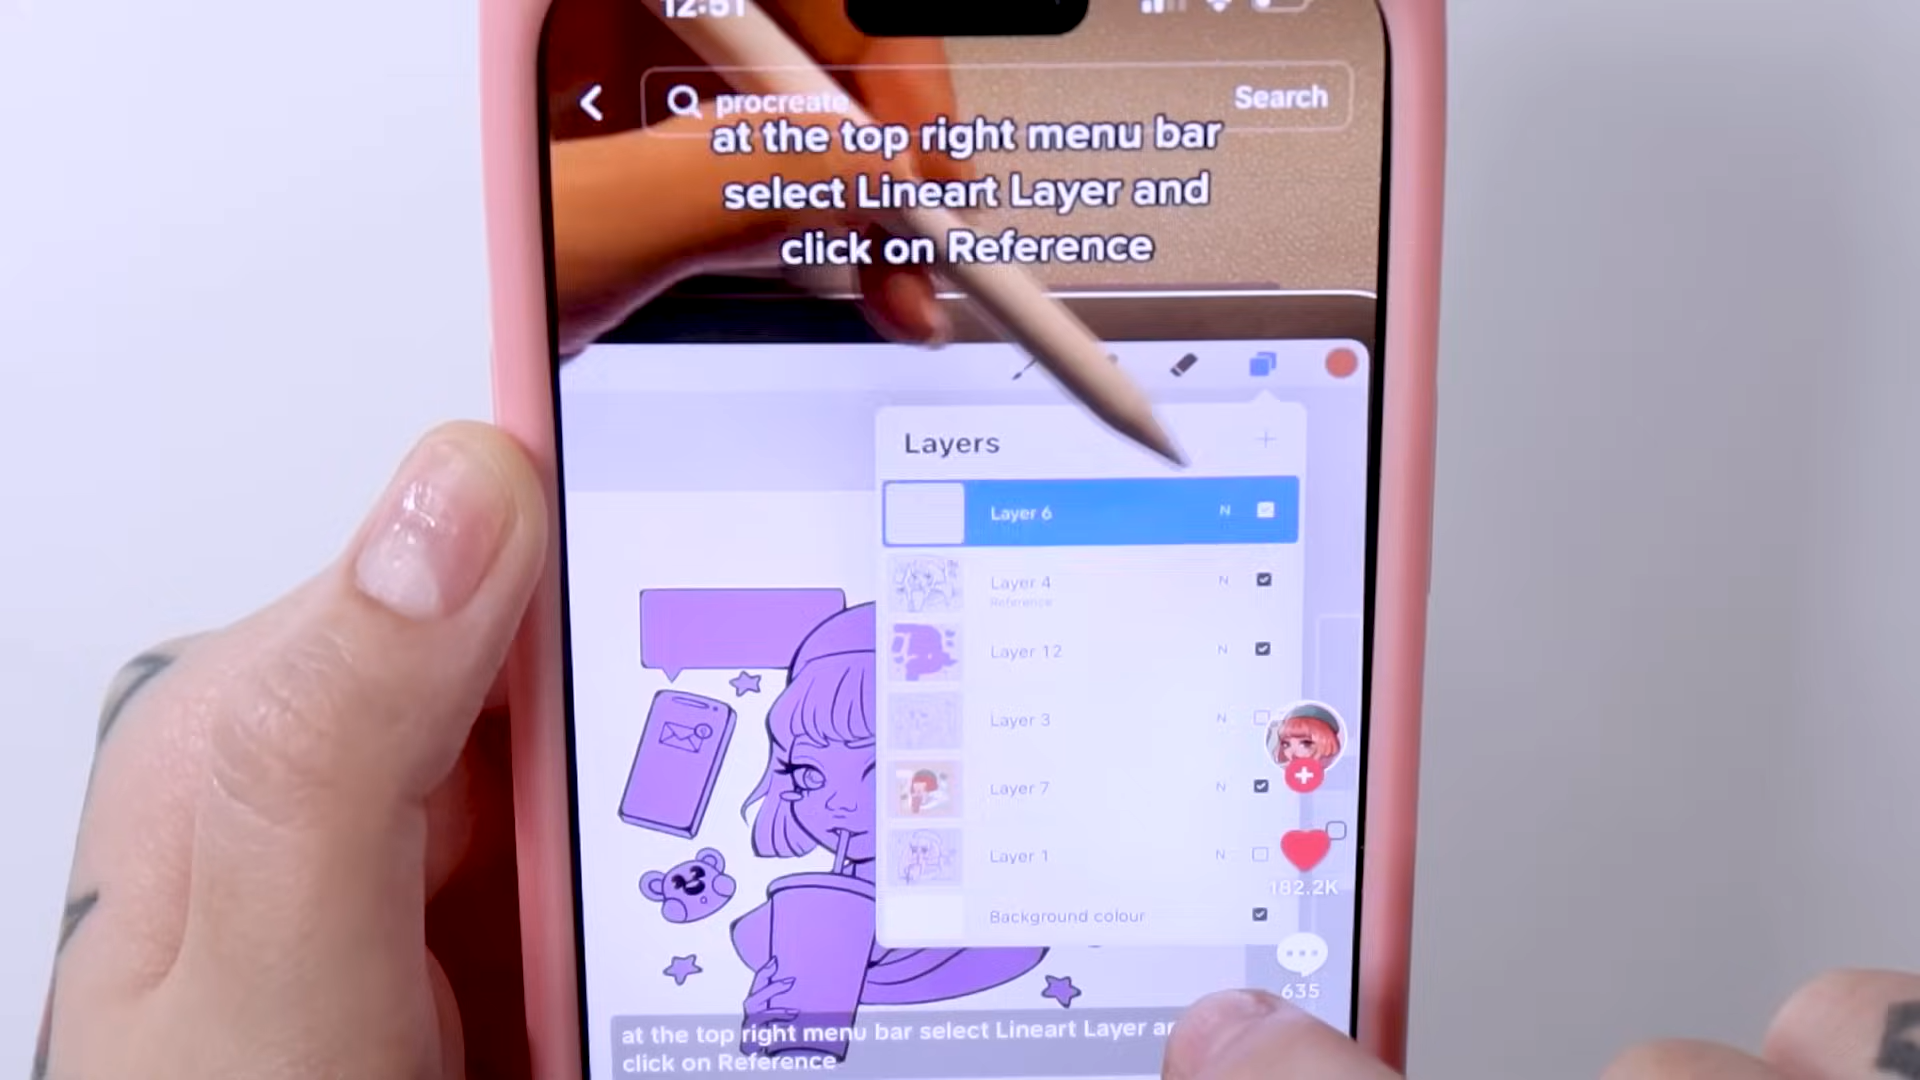 12:51
procreate
Search
at the top right menu bar
select Lineart Layer and
click on Reference
Layers
Layer 6 N
Layer 4 N
Reference
Layer 12 N
Layer 3 N
Layer 7 N
Layer 1 N
Background colour
182.2K
635
at the top right menu bar select Lineart Layer
click on Reference